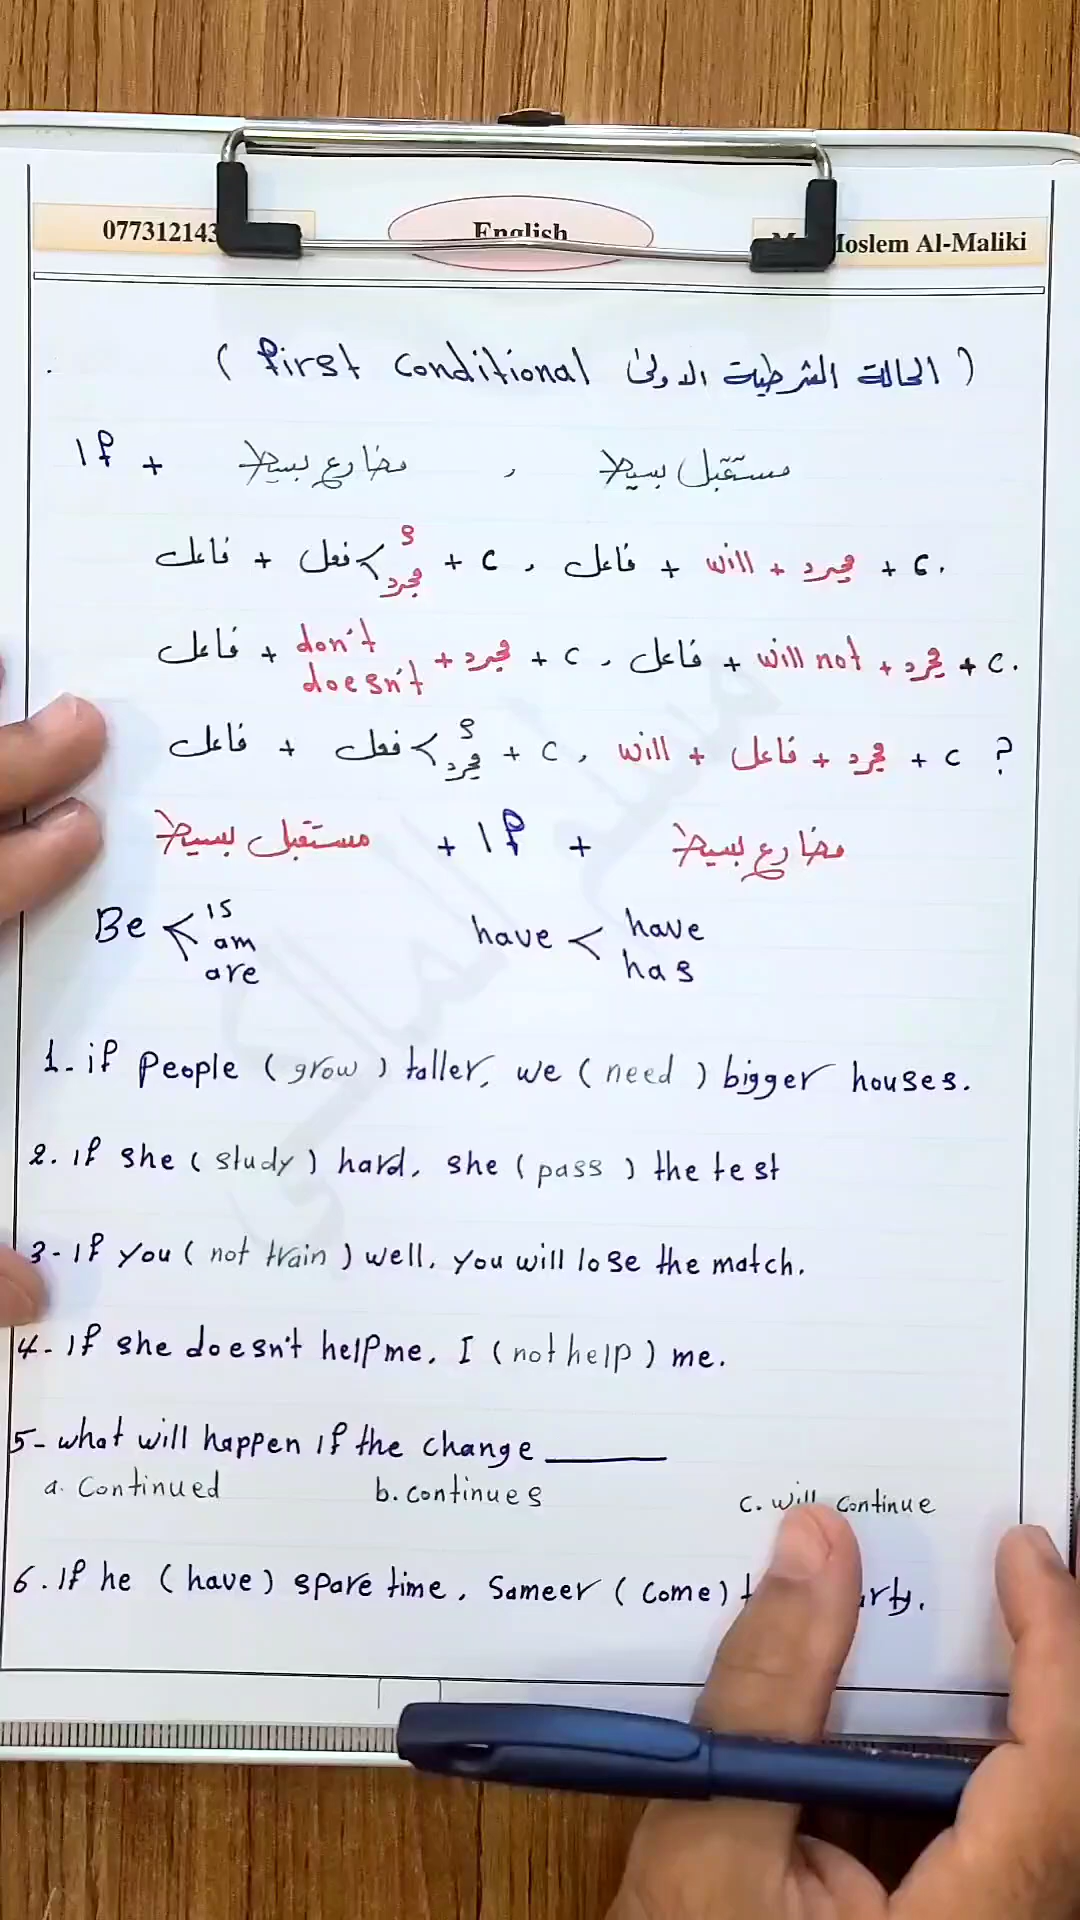 077312143
English
Moslem Al-Maliki
( First Conditional الحالة الشرطية الاولى )
If + مضارع بسيط , مستقبل بسيط
فاعل + فعل < s مجرد + c , فاعل + will + مجرد + c.
فاعل + don't doesn't + مجرد + c , فاعل + will not + مجرد + c.
فاعل + فعل < s مجرد + c , will + فاعل + مجرد + c ?
مستقبل بسيط + If + مضارع بسيط
Be < is am are have < have has
1- if people (grow) taller, we (need) bigger houses.
2. if she (study) hard, she (pass) the test
3- If you (not train) well, you will lose the match.
4- If she doesn't help me, I (not help) me.
5- what will happen if the change ______
a. Continued b. continues c. will continue
6. If he (have) spare time, Sameer (come)